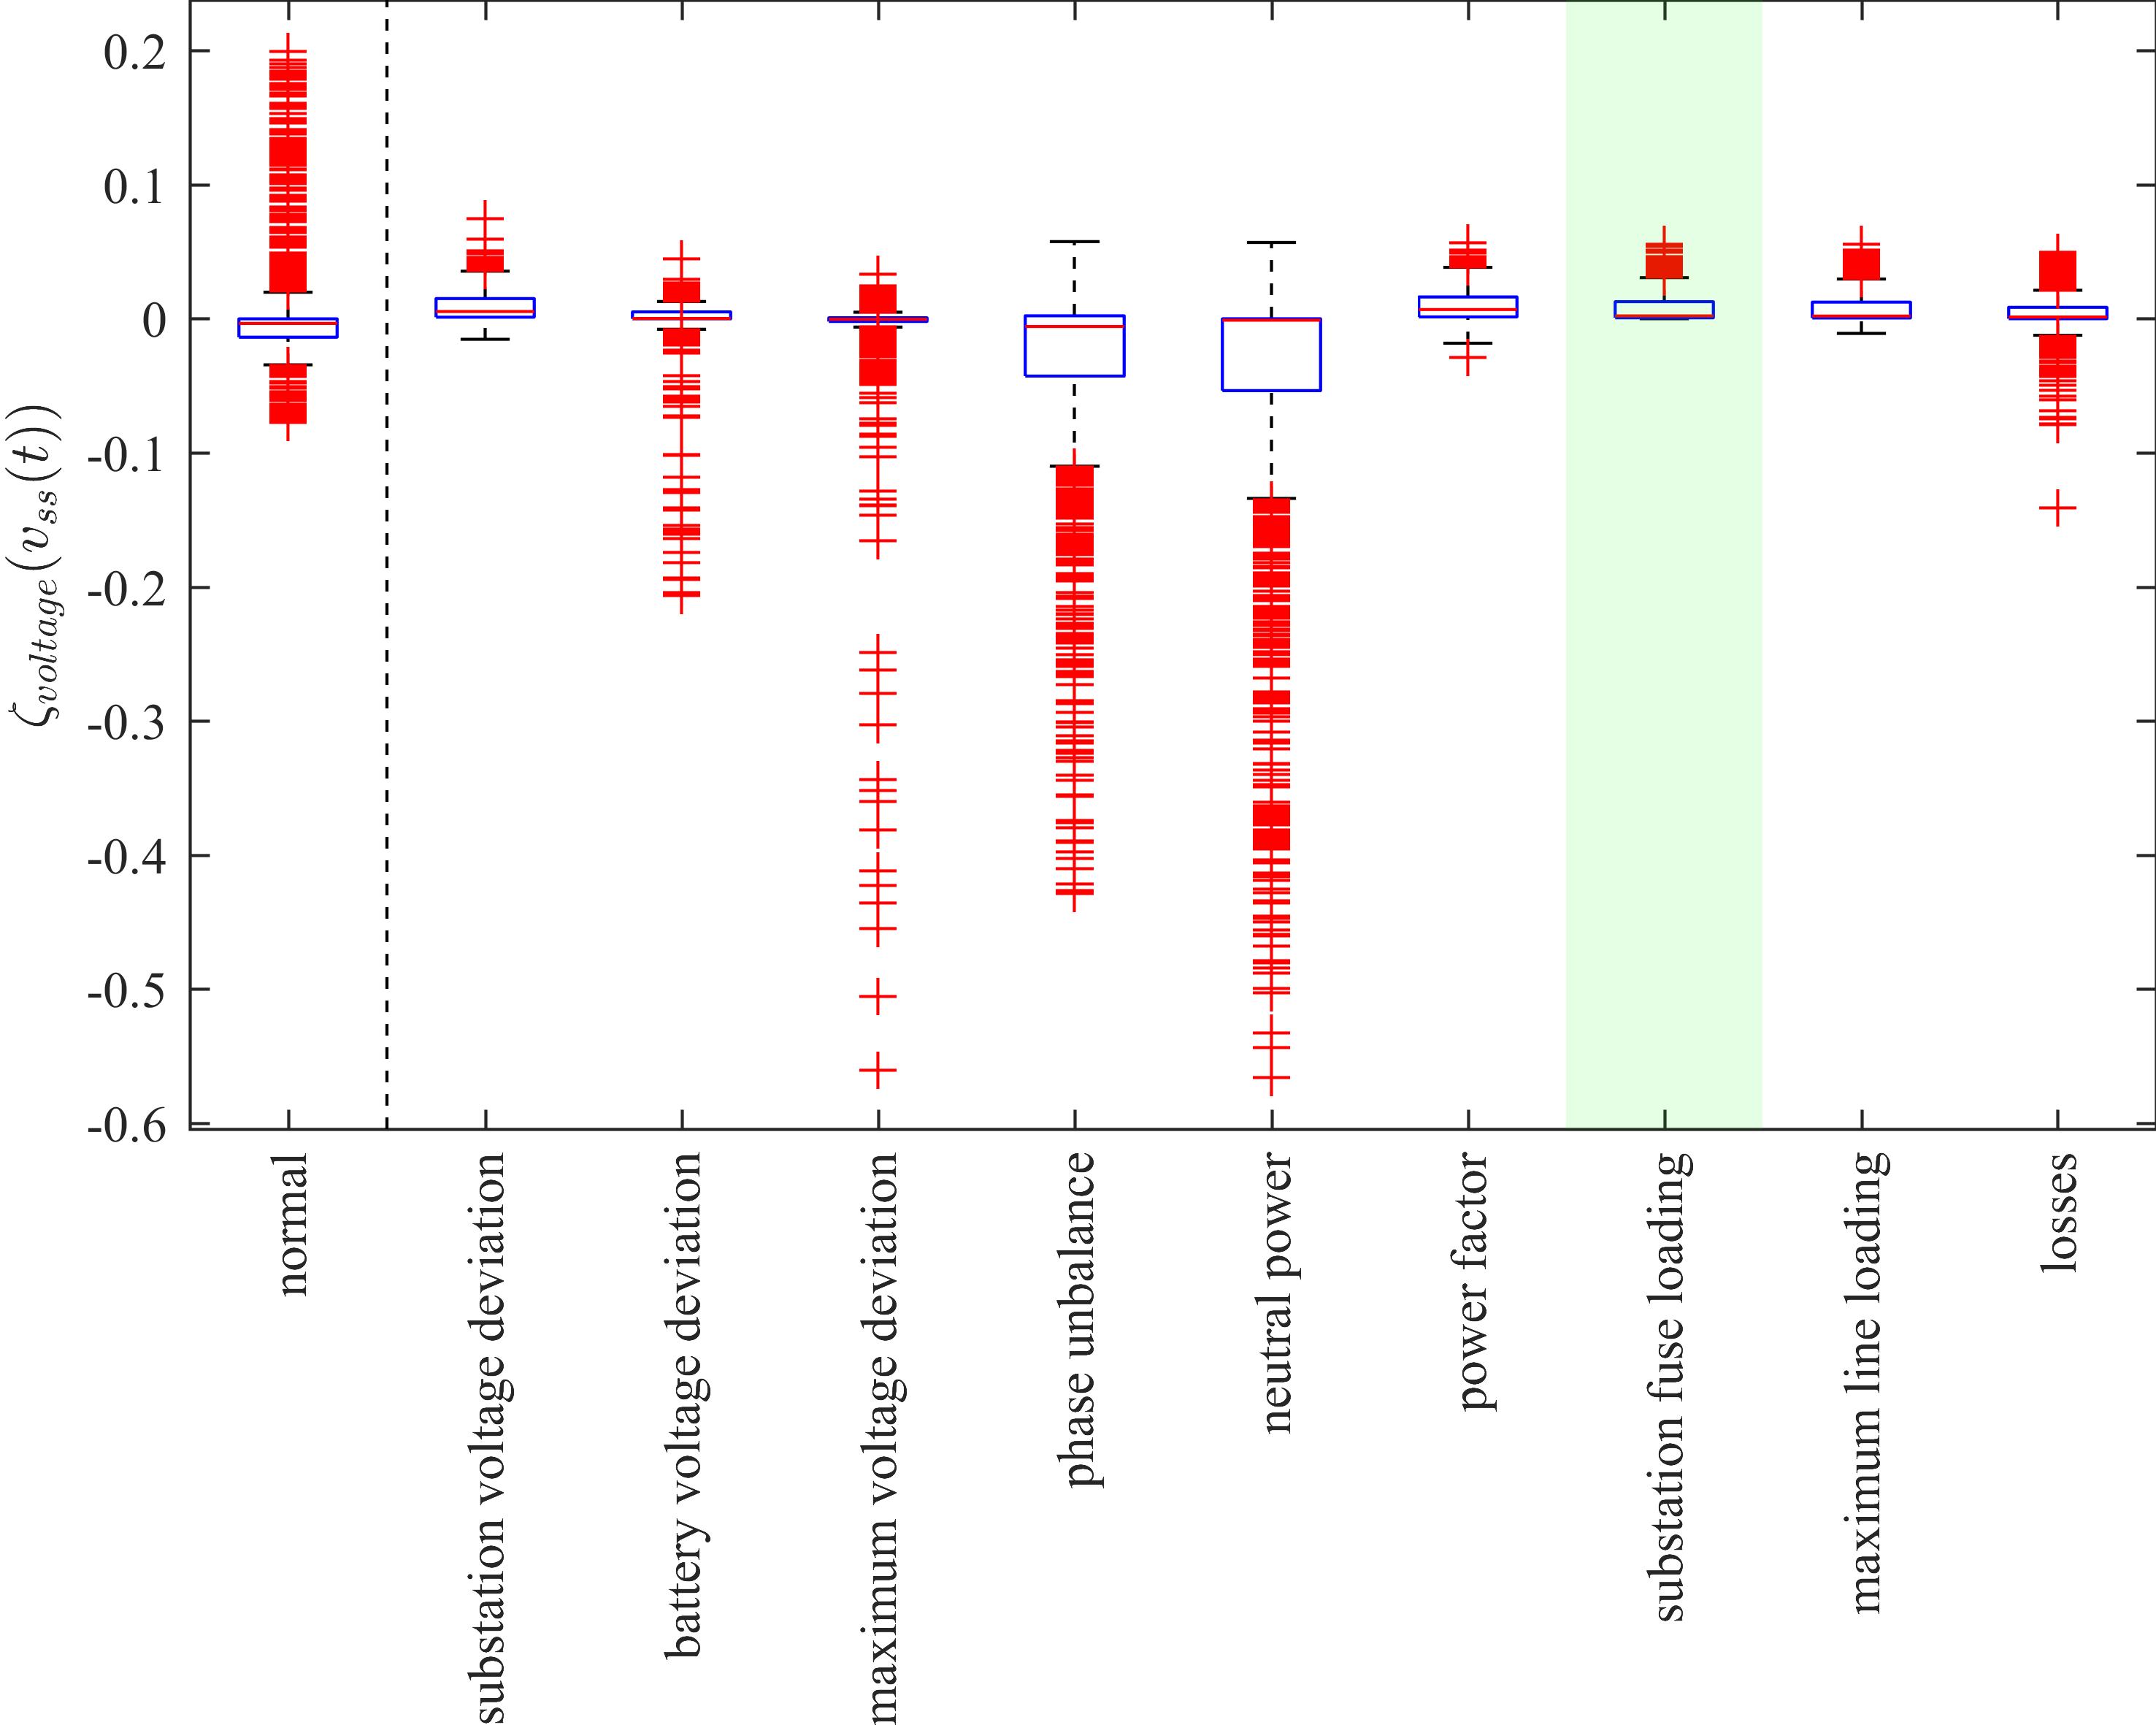 0.2
0.1
0
-0.1
-0.2
-0.3
-0.4
-0.5
-0.6
ζvoltage(vss(t))
normal
substation voltage deviation
battery voltage deviation
maximum voltage deviation
phase unbalance
neutral power
power factor
substation fuse loading
maximum line loading
losses